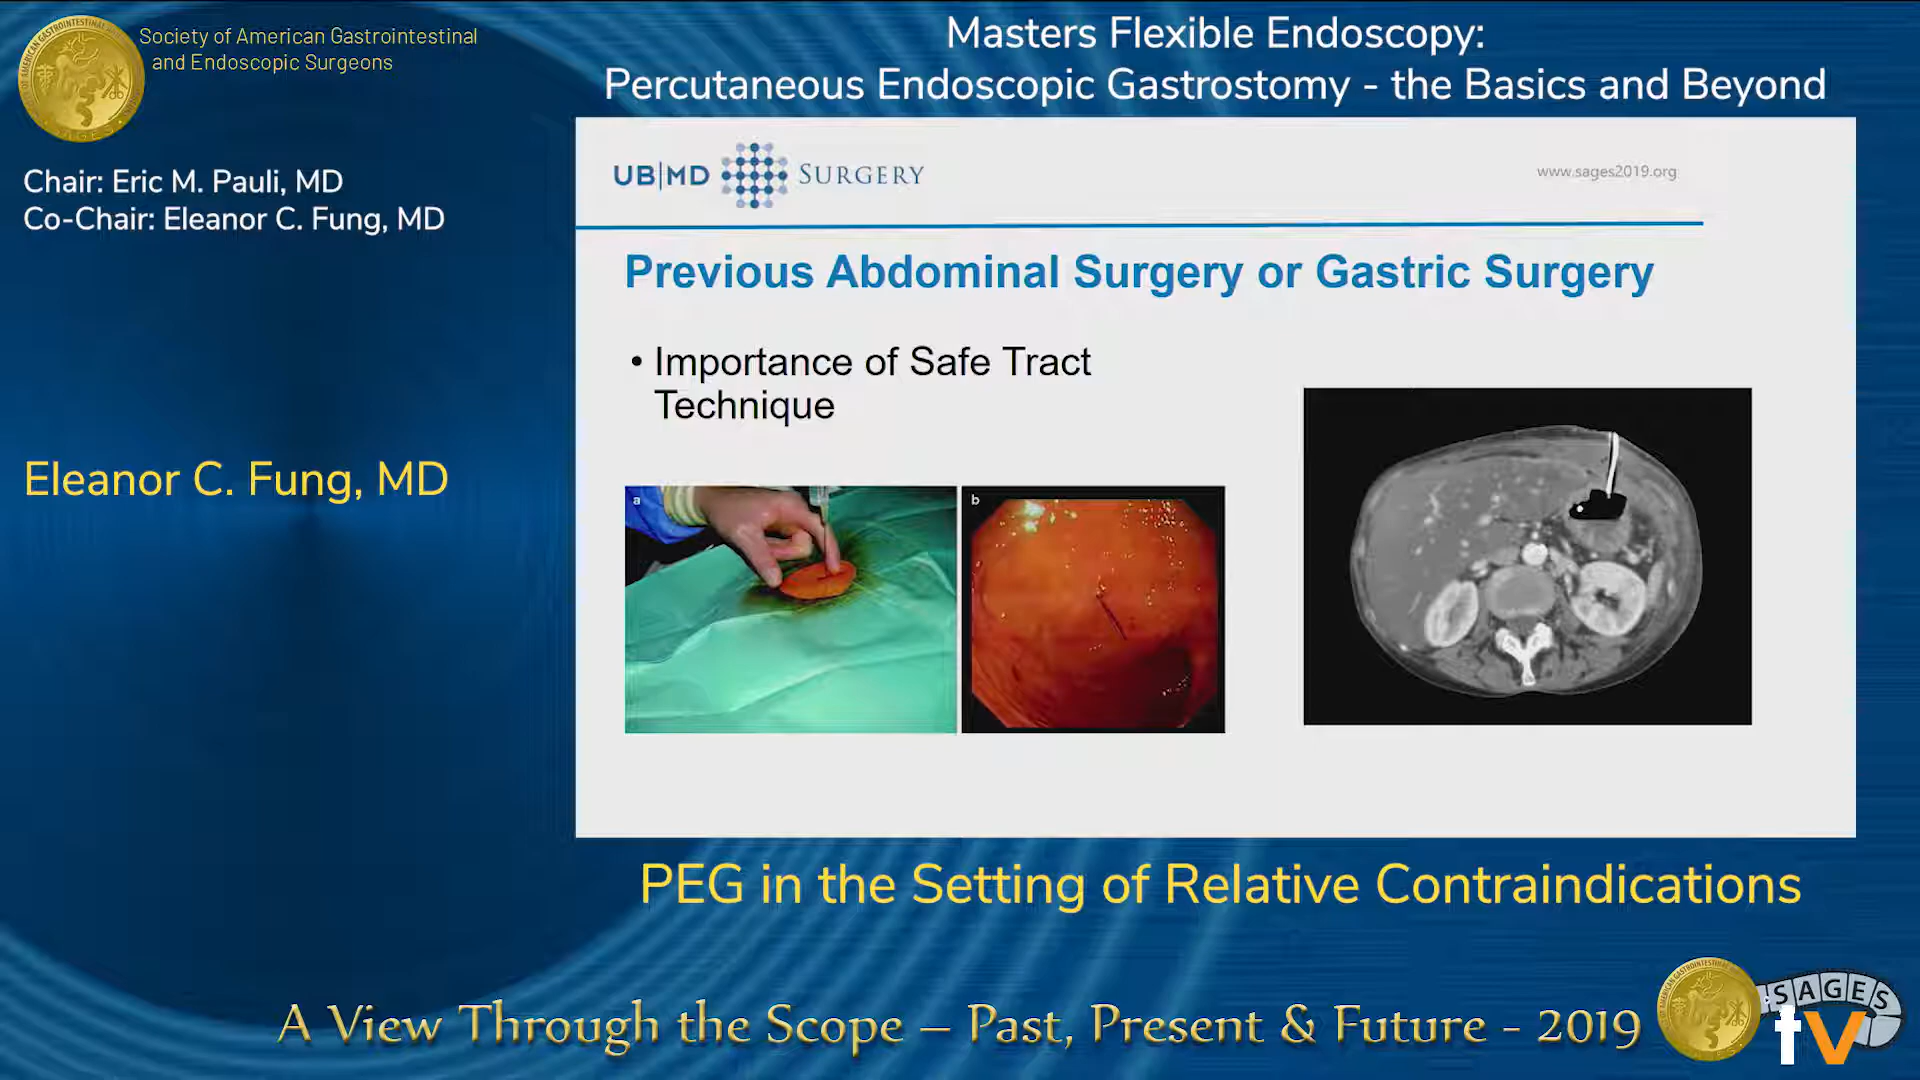 Society of American Gastrointestinal
and Endoscopic Surgeons
Masters Flexible Endoscopy:
Percutaneous Endoscopic Gastrostomy - the Basics and Beyond
Chair: Eric M. Pauli, MD
Co-Chair: Eleanor C. Fung, MD
Eleanor C. Fung, MD
UB|MD SURGERY
www.sages2019.org
Previous Abdominal Surgery or Gastric Surgery
• Importance of Safe Tract
Technique
a
b
PEG in the Setting of Relative Contraindications
A View Through the Scope – Past, Present & Future - 2019
SAGES
tv